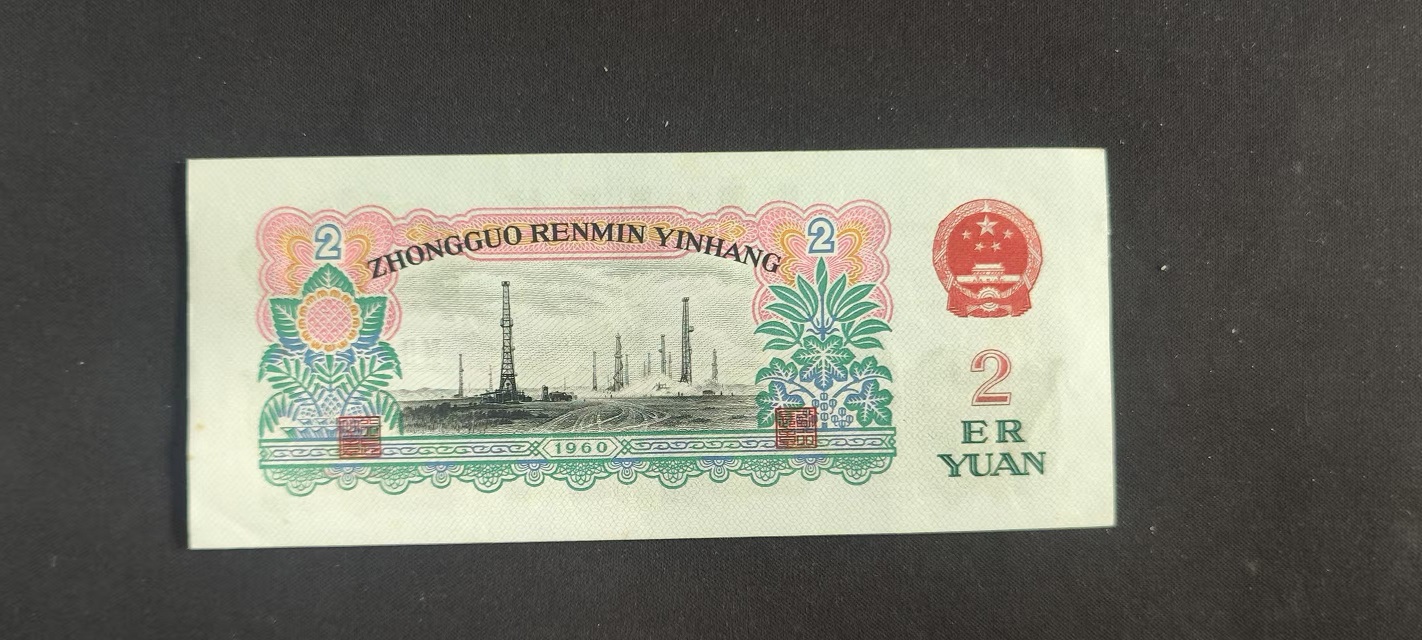 2
2
ZHONGGUO RENMIN YINHANG
1960
2
ER
YUAN